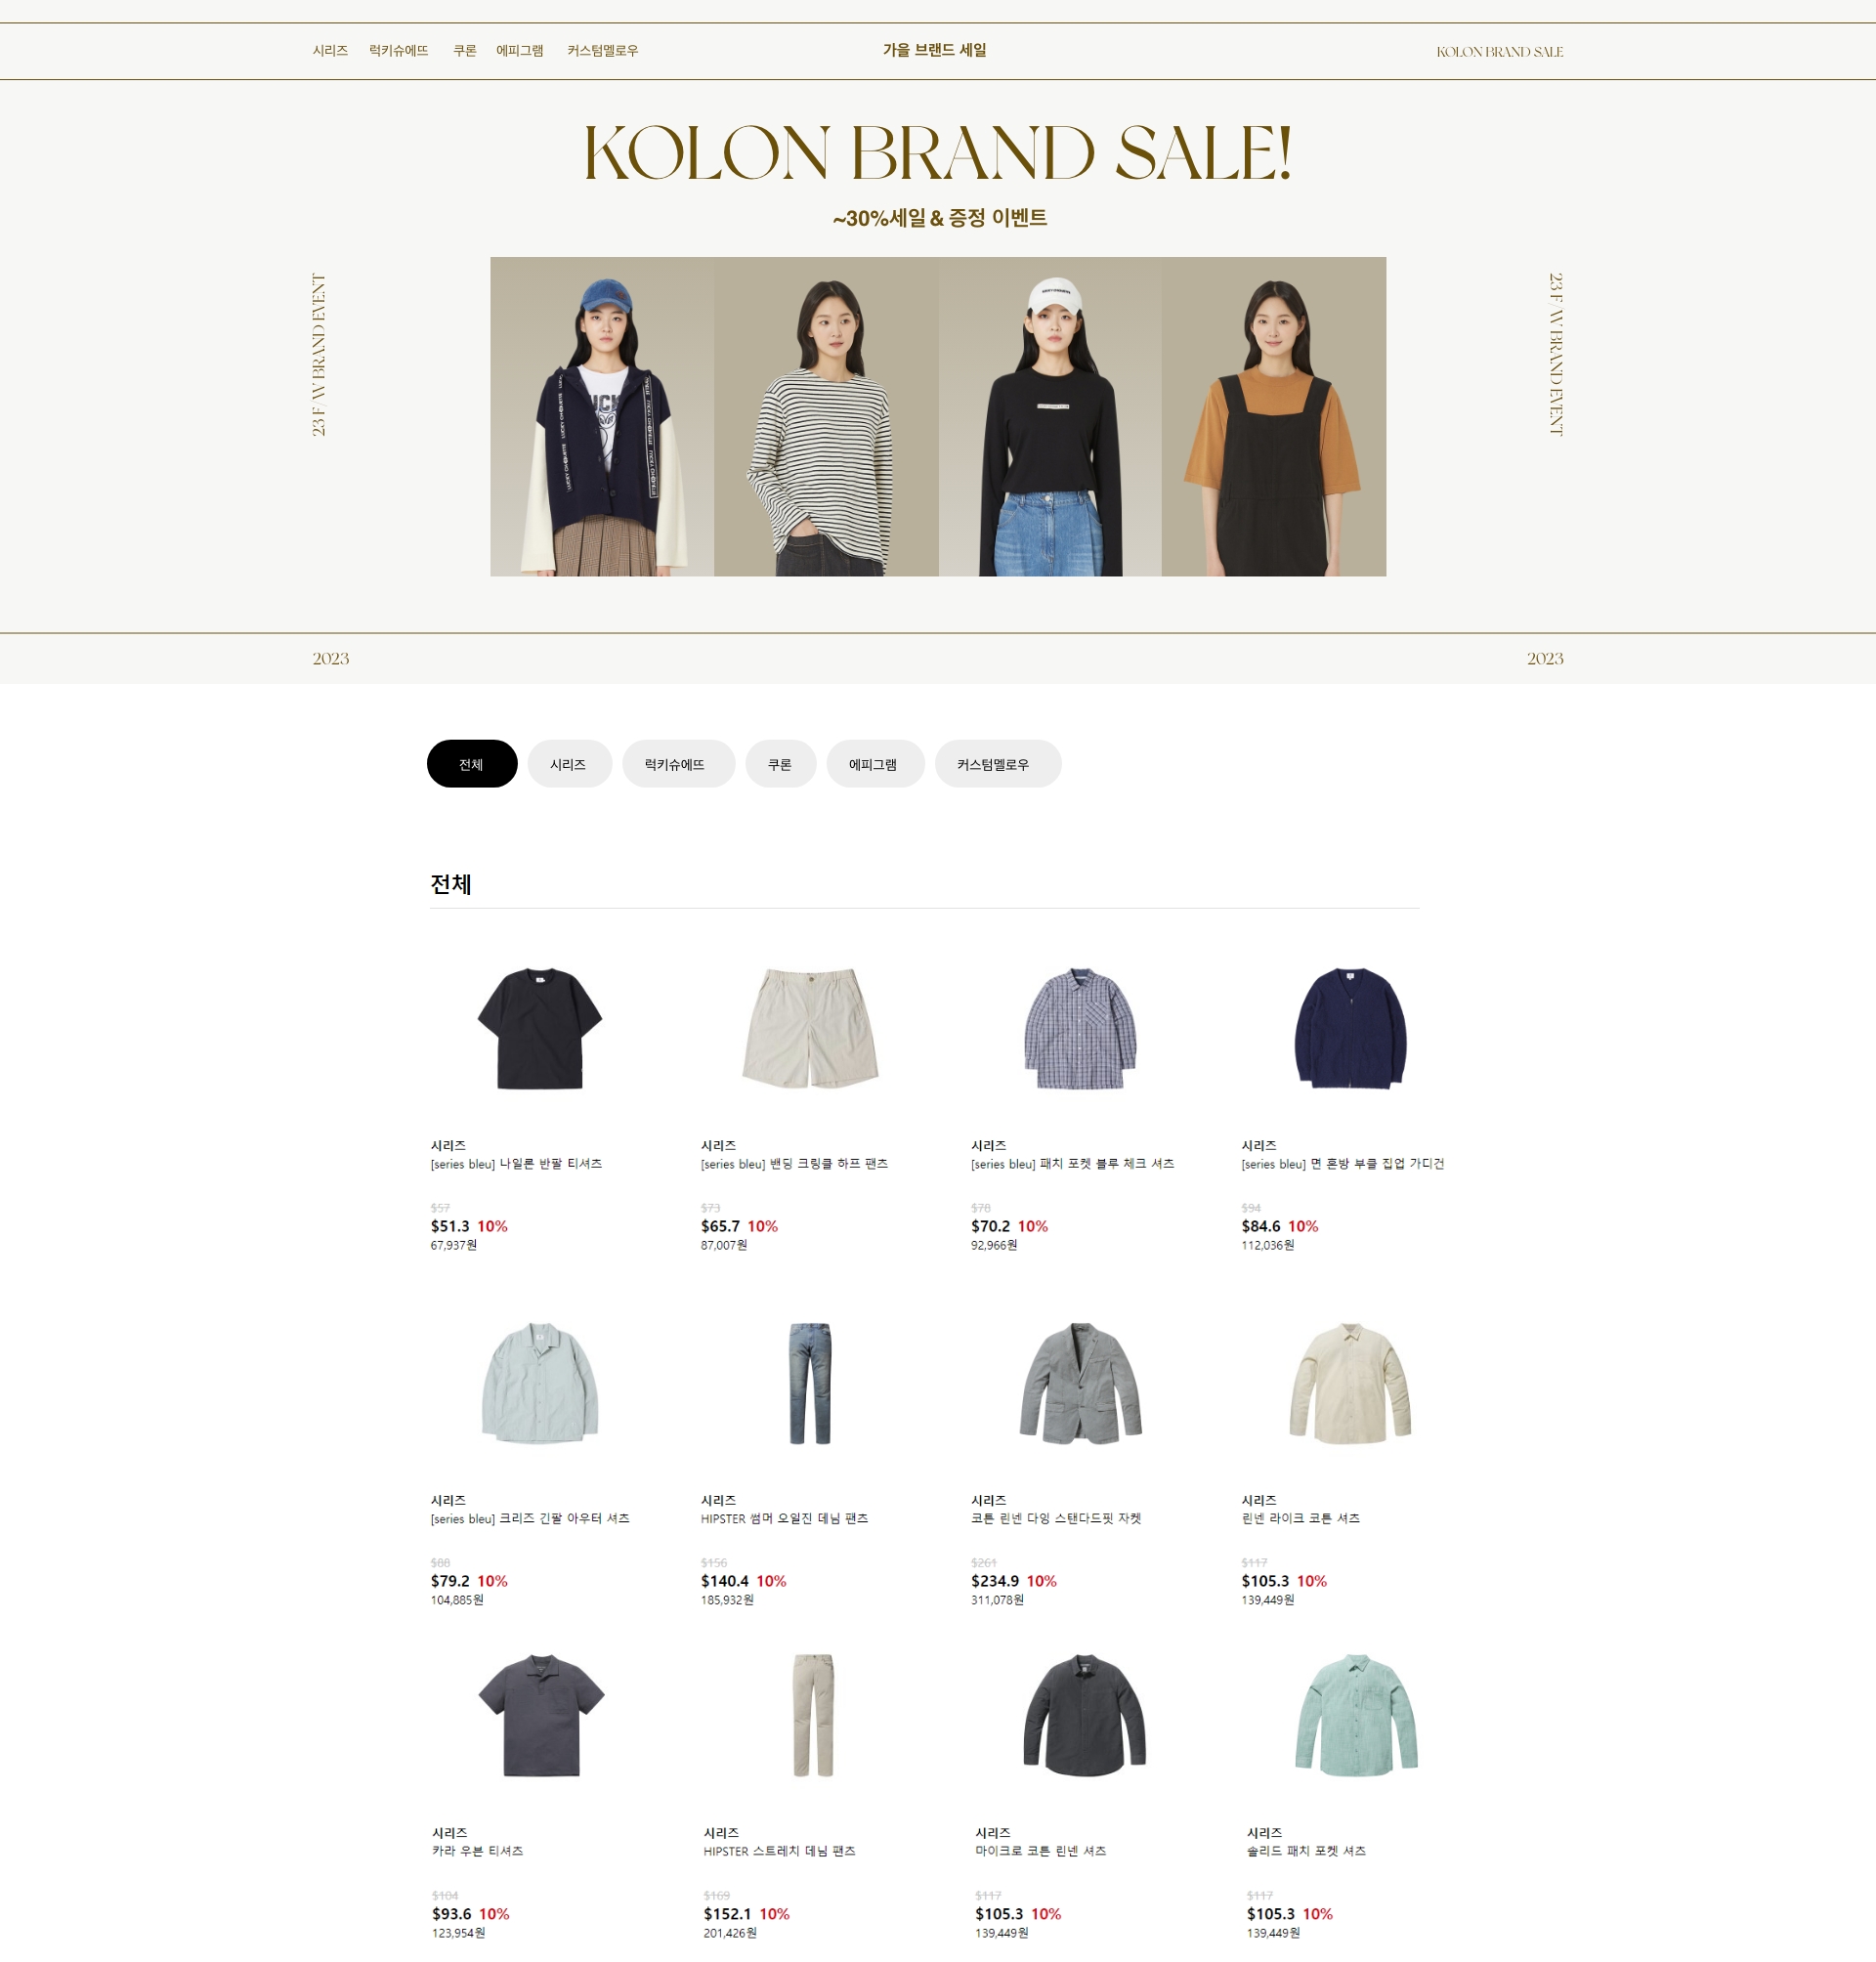 시리즈 럭키슈에뜨 쿠론 에피그램 커스텀멜로우 가을 브랜드 세일 KOLON BRAND SALE
KOLON BRAND SALE!
~30%세일 & 증정 이벤트
23 F / W BRAND EVENT
23 F / W BRAND EVENT
2023 2023
전체 시리즈 럭키슈에뜨 쿠론 에피그램 커스텀멜로우
전체
시리즈
[series bleu] 나일론 반팔 티셔츠
$57
$51.3 10%
67,937원
시리즈
[series bleu] 밴딩 크링클 하프 팬츠
$73
$65.7 10%
87,007원
시리즈
[series bleu] 패치 포켓 블루 체크 셔츠
$78
$70.2 10%
92,966원
시리즈
[series bleu] 면 혼방 부클 집업 가디건
$94
$84.6 10%
112,036원
시리즈
[series bleu] 크리즈 긴팔 아우터 셔츠
$88
$79.2 10%
104,885원
시리즈
HIPSTER 썸머 오일진 데님 팬츠
$156
$140.4 10%
185,932원
시리즈
코튼 린넨 다잉 스탠다드핏 자켓
$261
$234.9 10%
311,078원
시리즈
린넨 라이크 코튼 셔츠
$117
$105.3 10%
139,449원
시리즈
카라 우븐 티셔츠
$104
$93.6 10%
123,954원
시리즈
HIPSTER 스트레치 데님 팬츠
$169
$152.1 10%
201,426원
시리즈
마이크로 코튼 린넨 셔츠
$117
$105.3 10%
139,449원
시리즈
솔리드 패치 포켓 셔츠
$117
$105.3 10%
139,449원